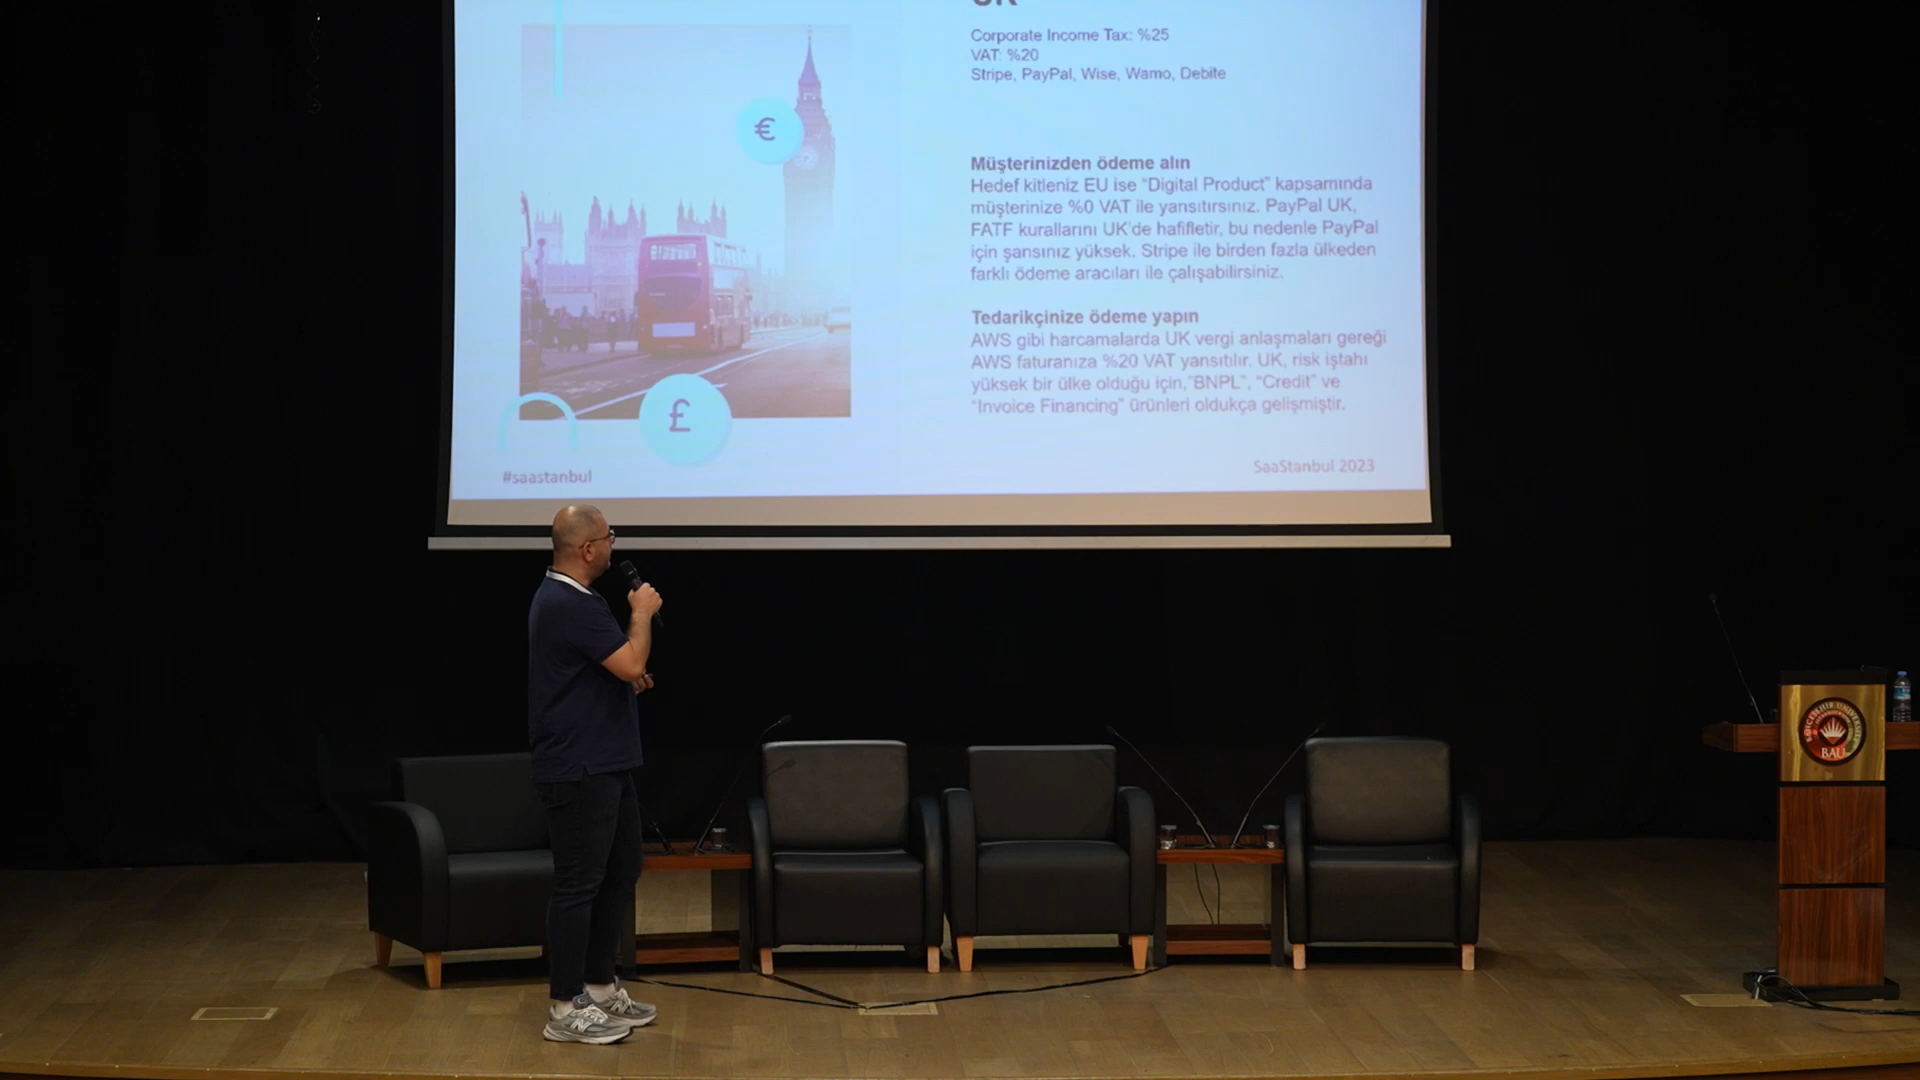 UK
Corporate Income Tax: %25
VAT: %20
Stripe, PayPal, Wise, Wamo, Debite
€
Müşterinizden ödeme alın
Hedef kitleniz EU ise “Digital Product” kapsamında
müşterinize %0 VAT ile yansıtırsınız. PayPal UK,
FATF kurallarını UK'de hafifletir, bu nedenle PayPal
için şansınız yüksek. Stripe ile birden fazla ülkeden
farklı ödeme aracıları ile çalışabilirsiniz.
Tedarikçinize ödeme yapın
AWS gibi harcamalarda UK vergi anlaşmaları gereği
AWS faturanıza %20 VAT yansıtılır. UK, risk iştahı
yüksek bir ülke olduğu için,”BNPL”, “Credit” ve
“Invoice Financing” ürünleri oldukça gelişmiştir.
£
#saastanbul
SaaStanbul 2023
BAHÇEŞEHİR UNIVERSITY
BAU
N